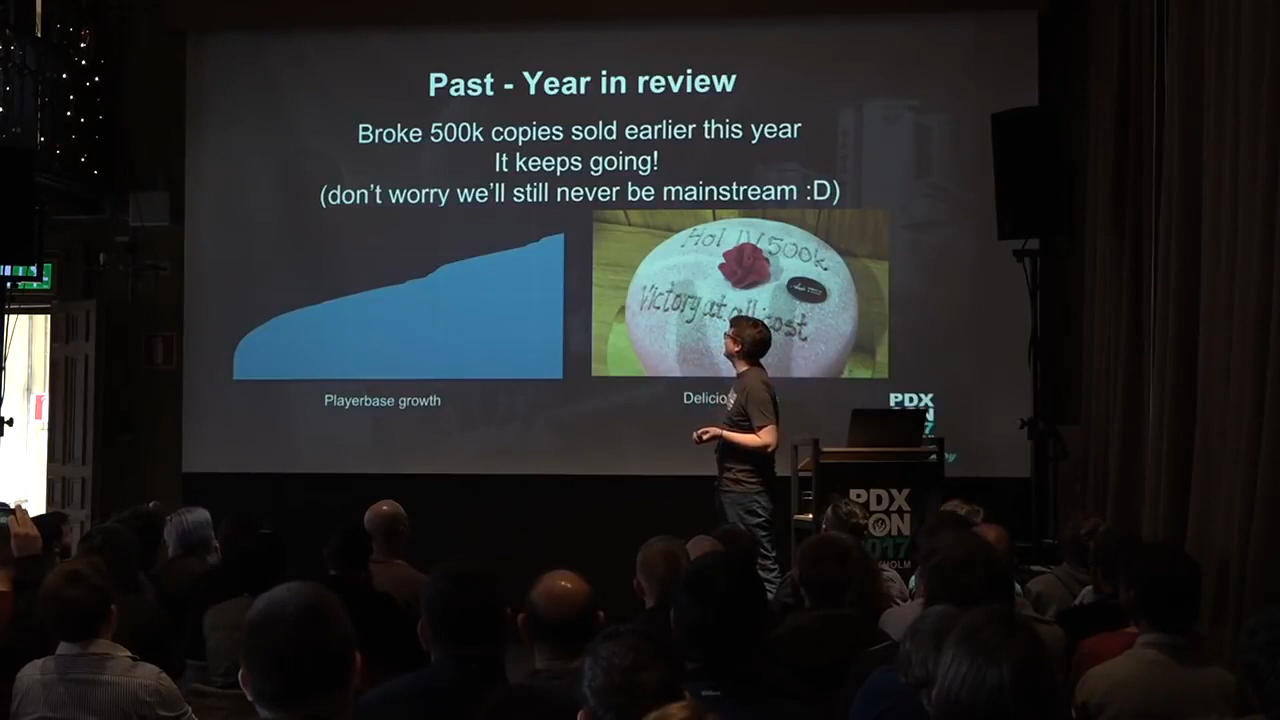 Past - Year in review
Broke 500k copies sold earlier this year
It keeps going!
(don't worry we'll still never be mainstream :D)
HoI IV 500k
Victory at all cost
Playerbase growth
PDX
PDX
CON
2017